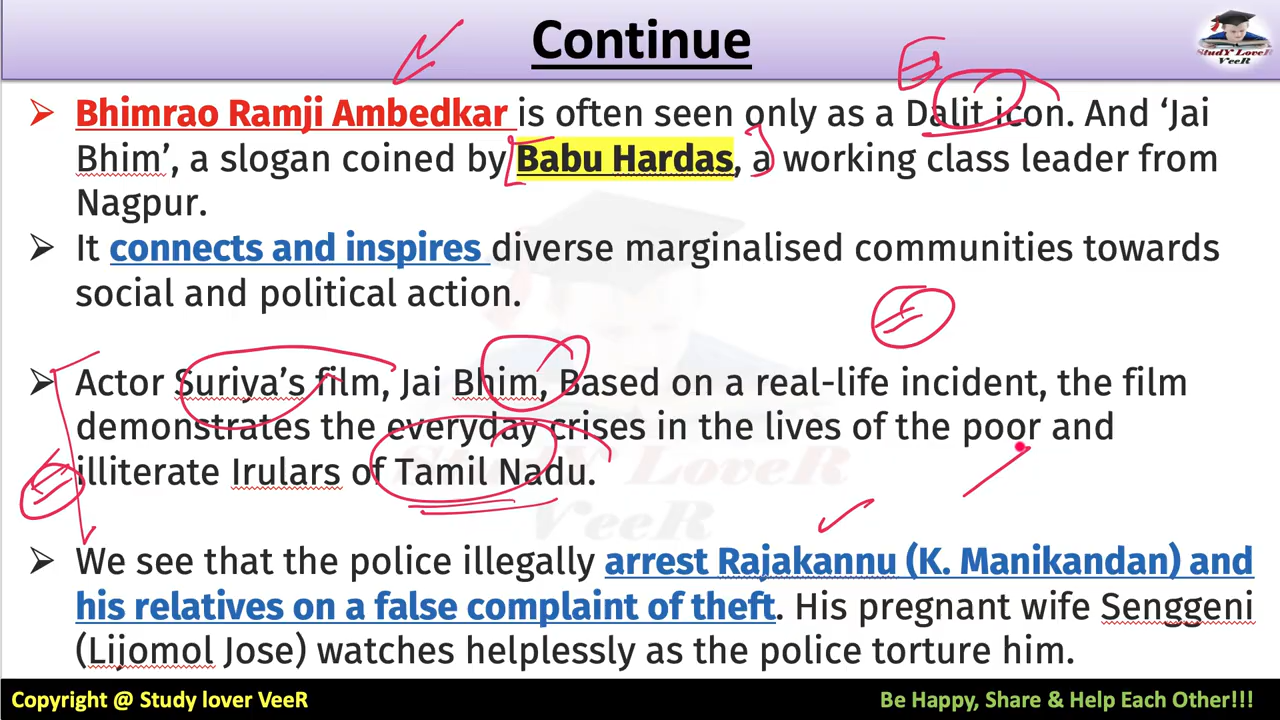 Continue
StudY LoveR
VeeR
➤ Bhimrao Ramji Ambedkar is often seen only as a Dalit icon. And ‘Jai
Bhim’, a slogan coined by Babu Hardas, a working class leader from
Nagpur.
➤ It connects and inspires diverse marginalised communities towards
social and political action.
➤ Actor Suriya’s film, Jai Bhim, Based on a real-life incident, the film
demonstrates the everyday crises in the lives of the poor and
illiterate Irulars of Tamil Nadu.
StudY LoveR
VeeR
➤ We see that the police illegally arrest Rajakannu (K. Manikandan) and
his relatives on a false complaint of theft. His pregnant wife Senggeni
(Lijomol Jose) watches helplessly as the police torture him.
Copyright @ Study lover VeeR
Be Happy, Share & Help Each Other!!!